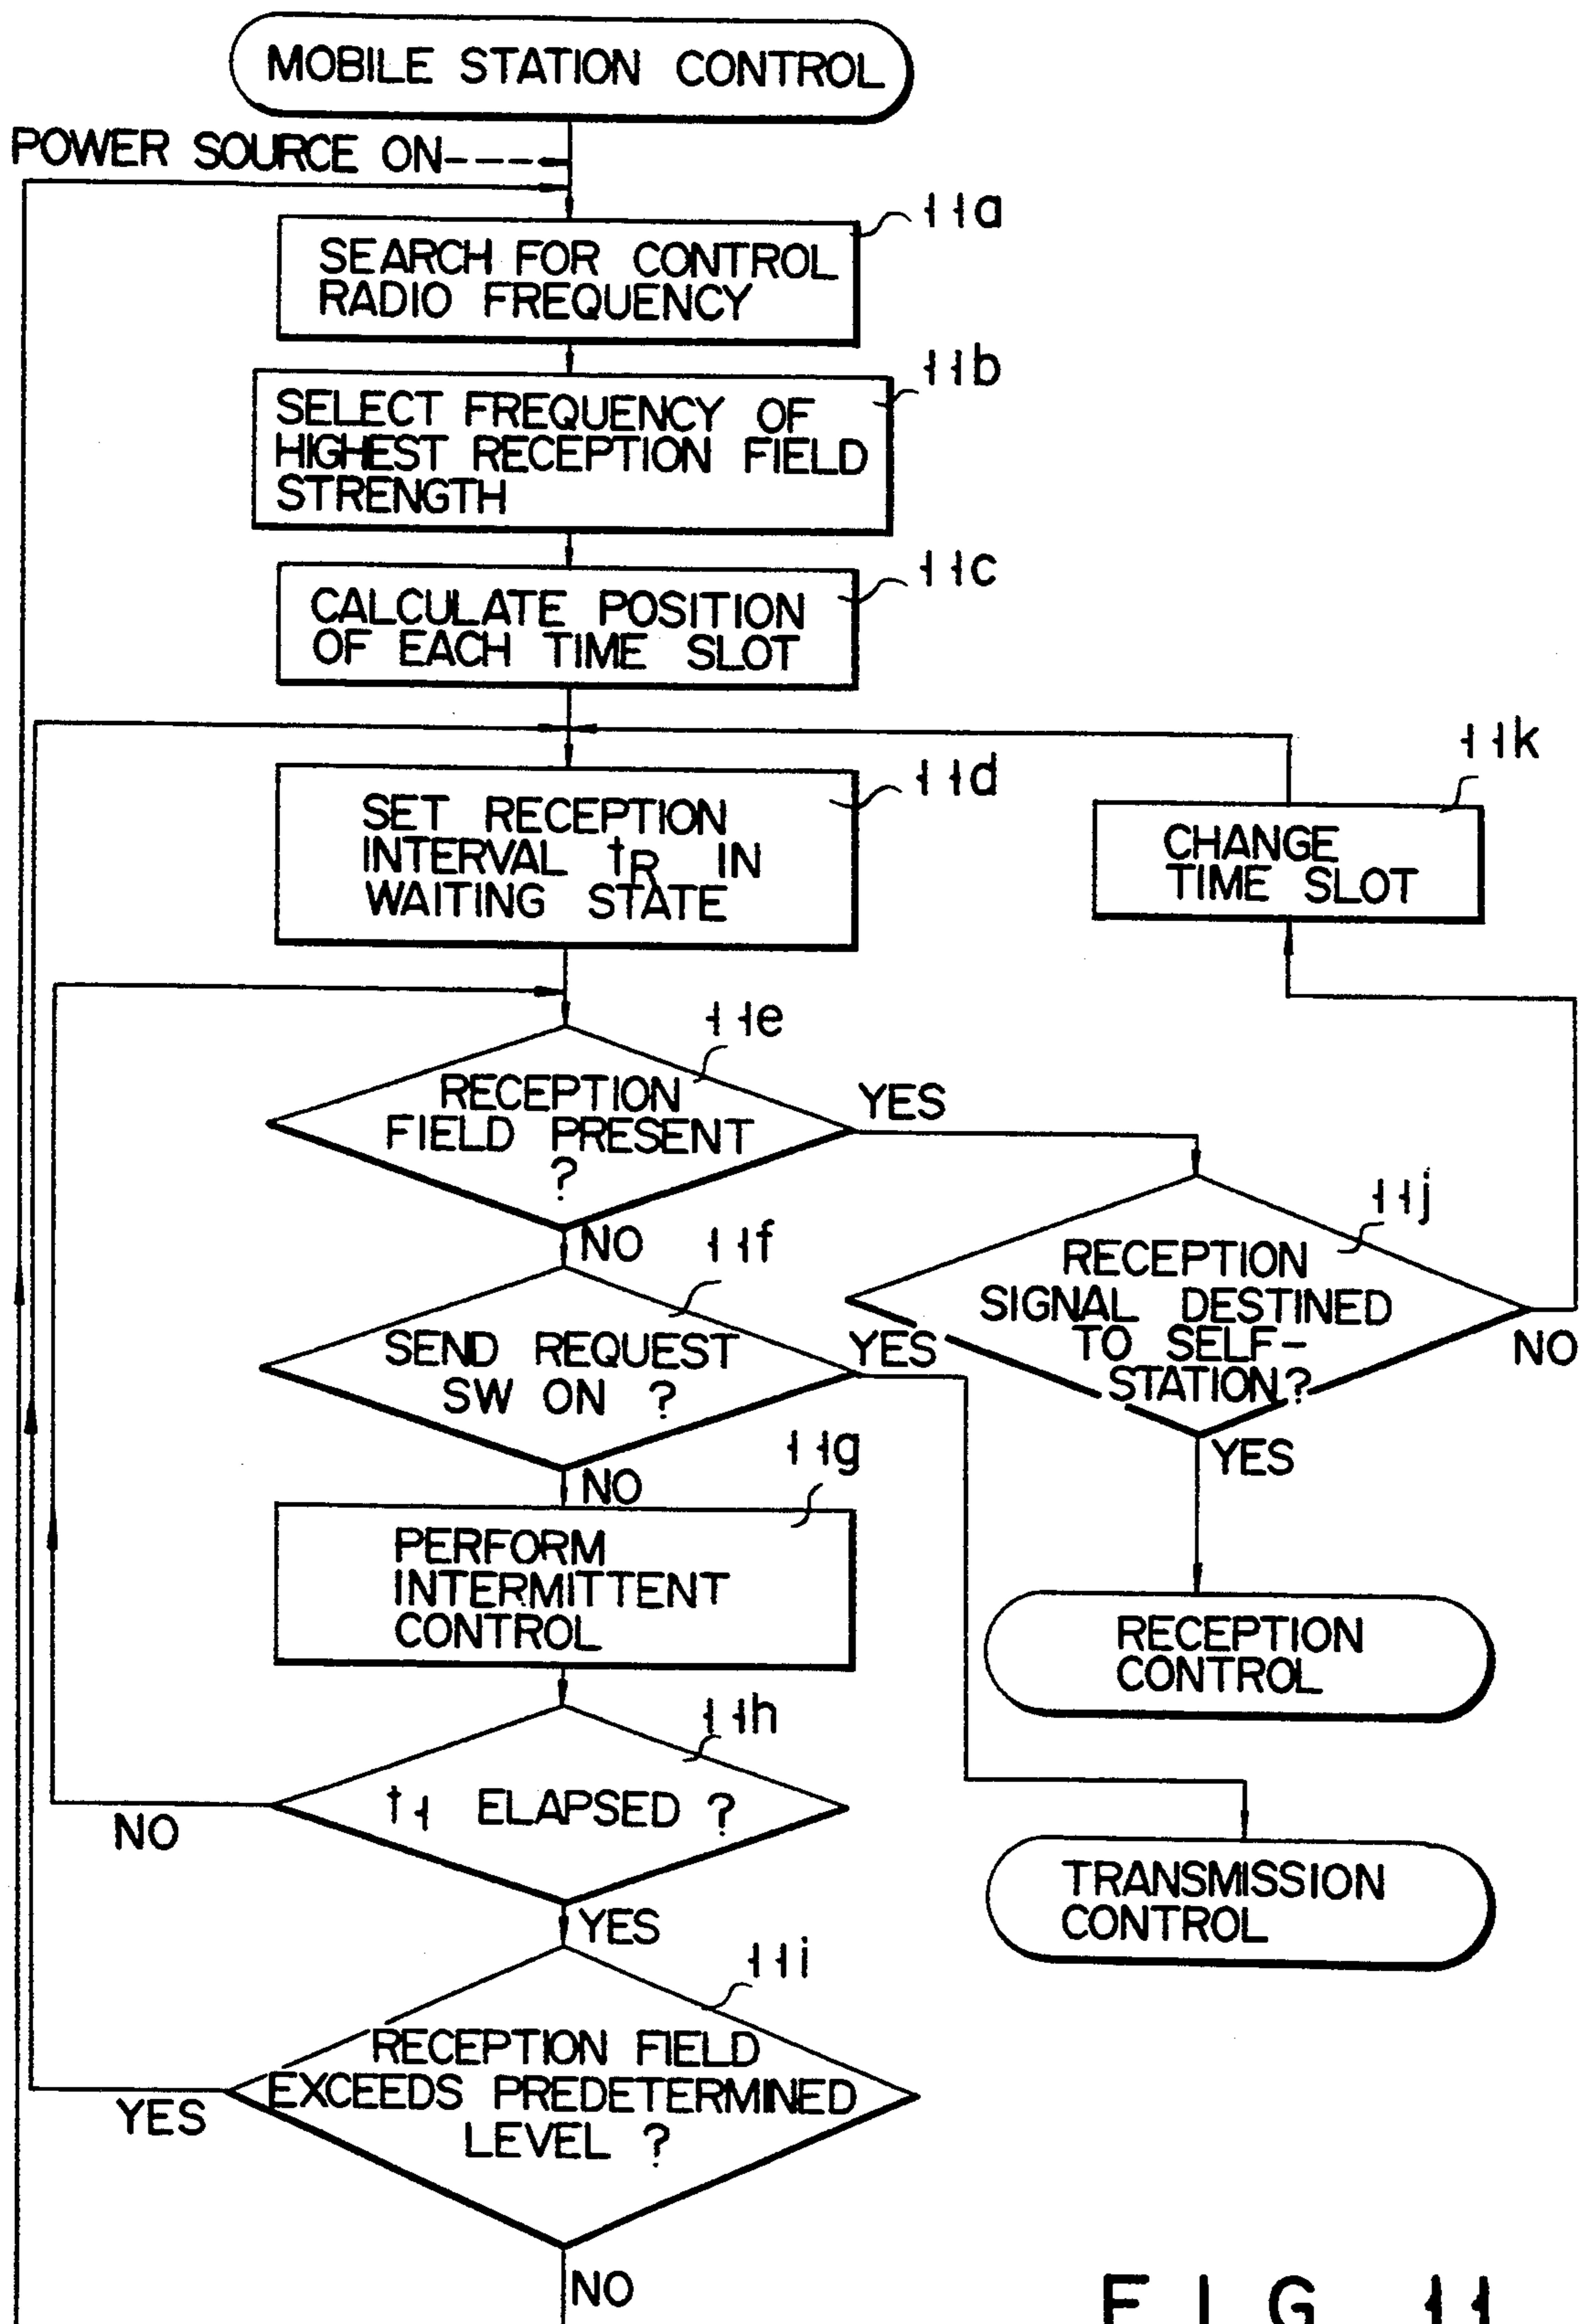 MOBILE STATION CONTROL
POWER SOURCE ON
11a
SEARCH FOR CONTROL
RADIO FREQUENCY
11b
SELECT FREQUENCY OF
HIGHEST RECEPTION FIELD
STRENGTH
11c
CALCULATE POSITION
OF EACH TIME SLOT
11d
SET RECEPTION
INTERVAL tR IN
WAITING STATE
11k
CHANGE
TIME SLOT
11e
RECEPTION
FIELD PRESENT
?
YES
NO
11j
RECEPTION
SIGNAL DESTINED
TO SELF-
STATION?
NO
YES
11f
SEND REQUEST
SW ON ?
YES
NO
11g
PERFORM
INTERMITTENT
CONTROL
RECEPTION
CONTROL
11h
t1 ELAPSED ?
NO
YES
TRANSMISSION
CONTROL
11i
RECEPTION FIELD
EXCEEDS PREDETERMINED
LEVEL ?
YES
NO
FIG. 11